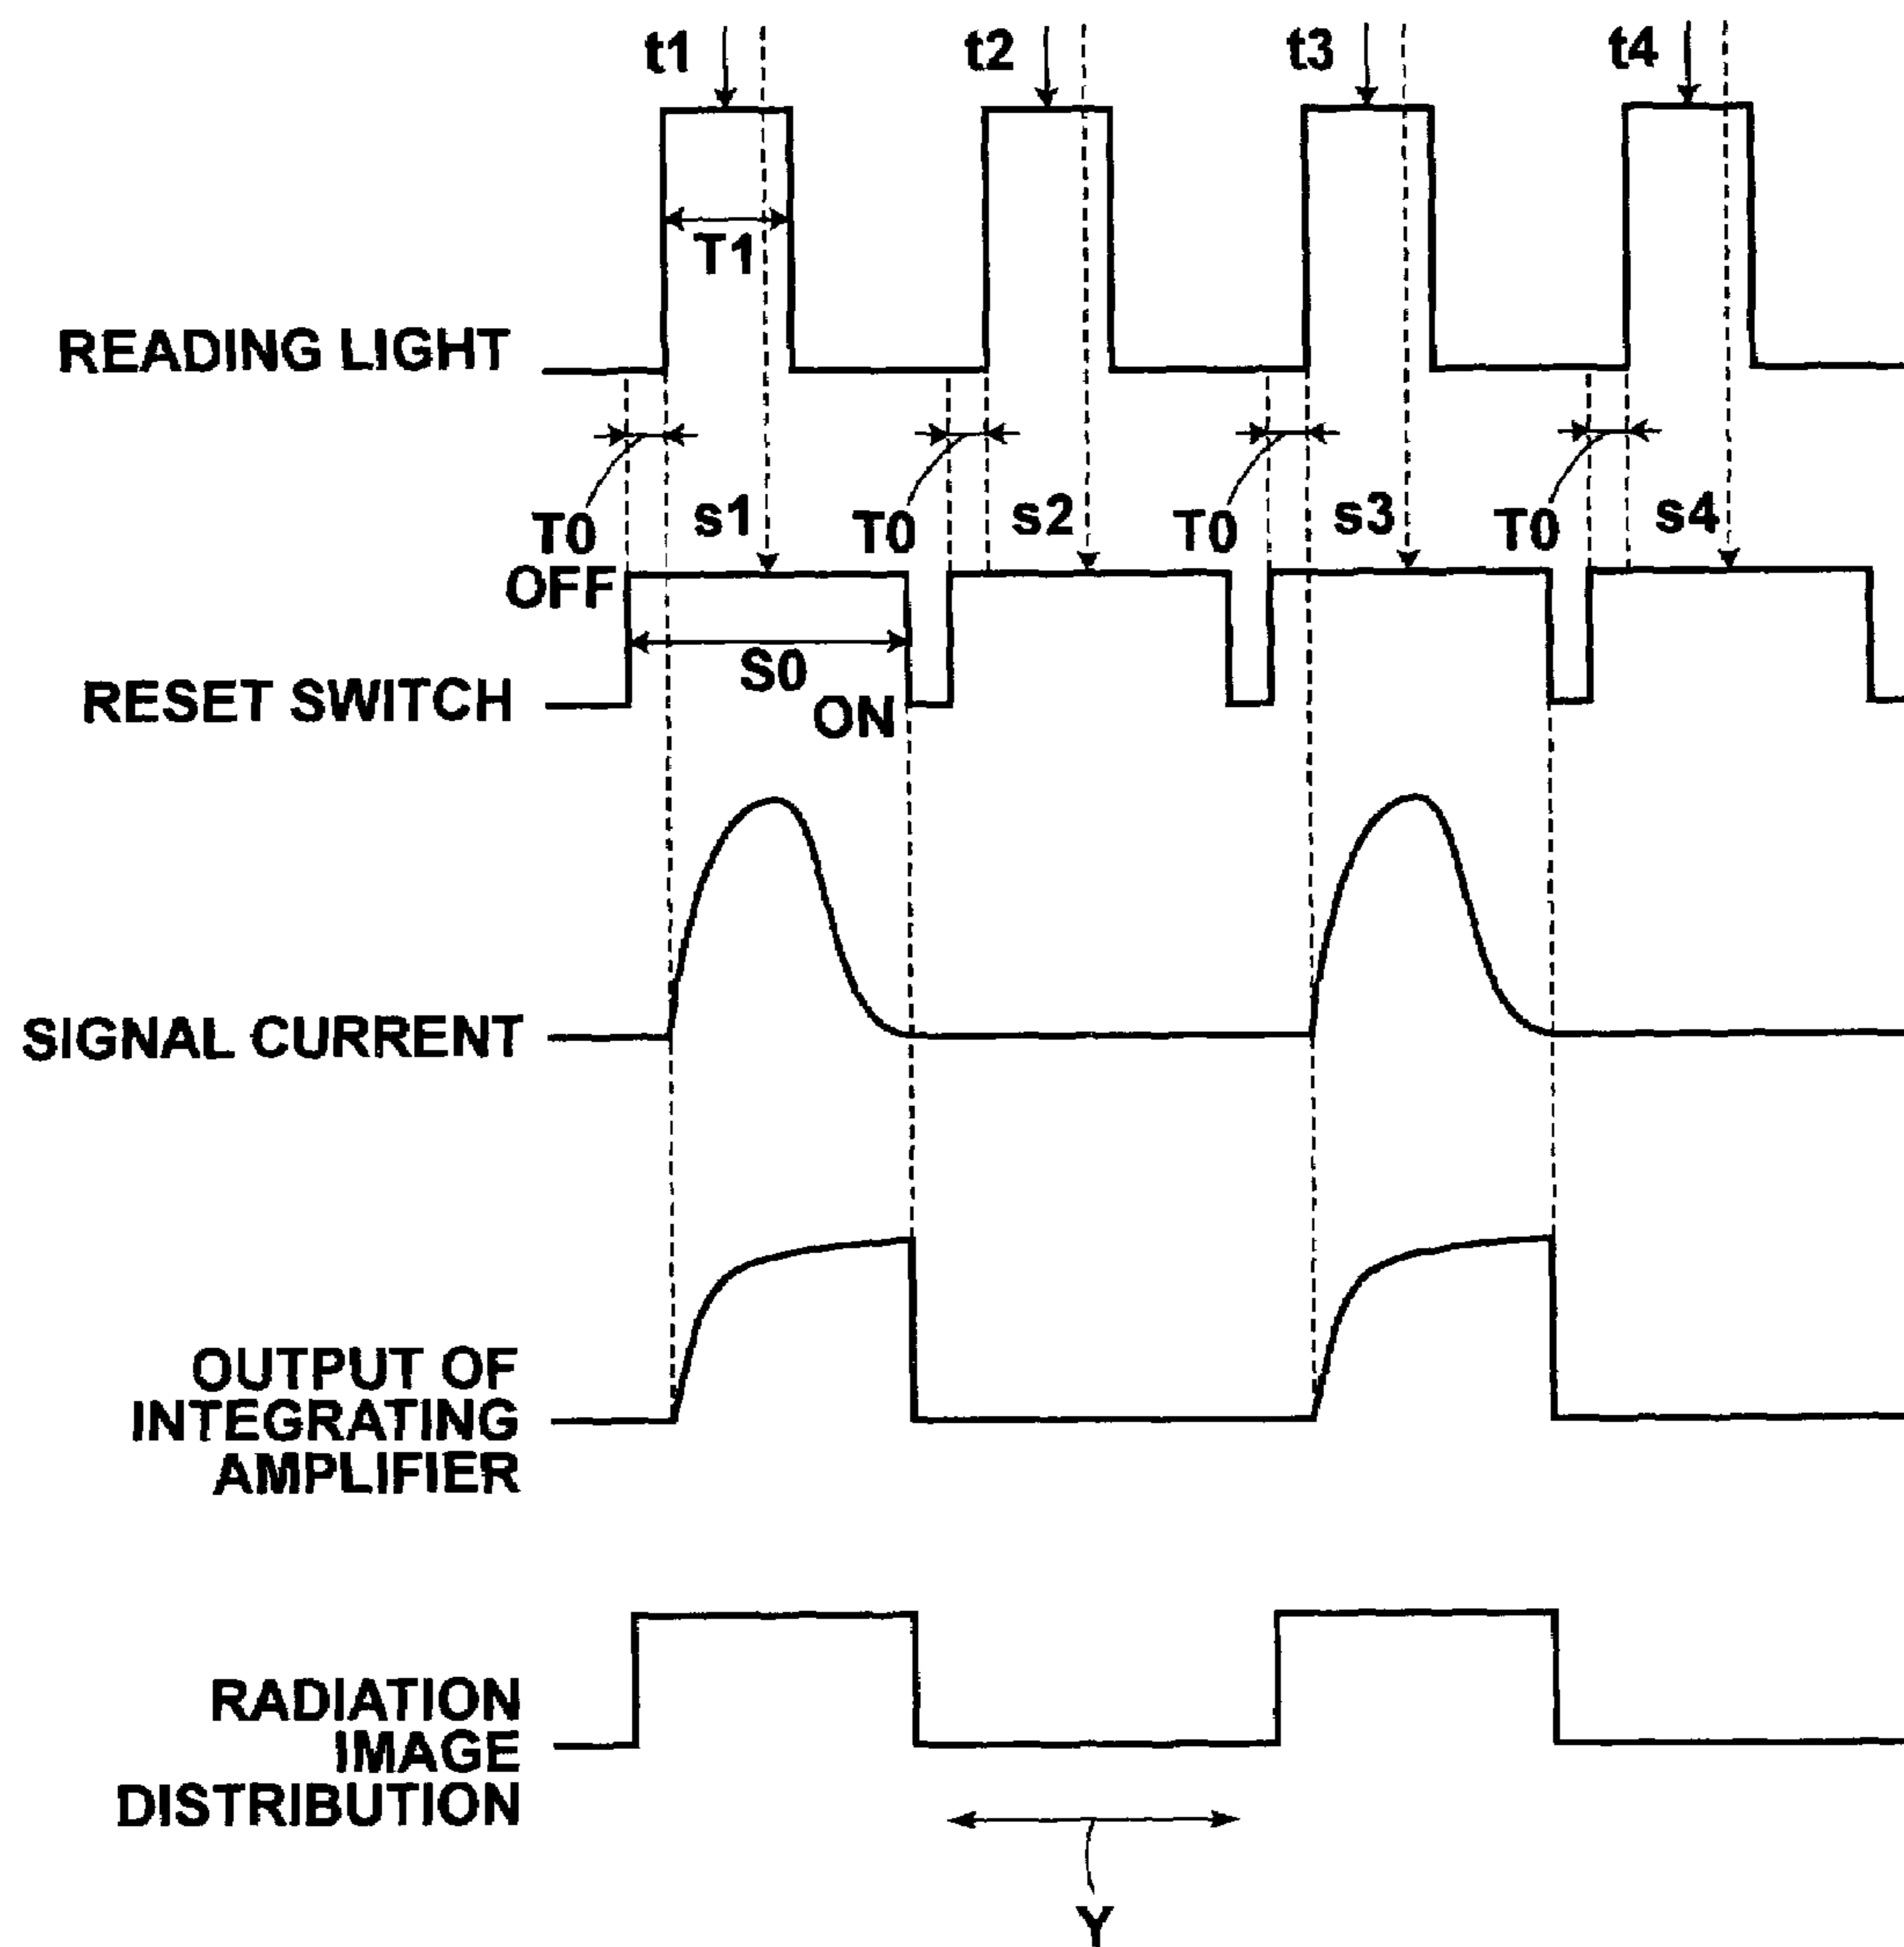 t1 t2 t3 t4
T1
READING LIGHT
s1 s2 s3 s4
T0 T0 T0 T0
OFF
S0
RESET SWITCH
ON
SIGNAL CURRENT
OUTPUT OF
INTEGRATING
AMPLIFIER
RADIATION
IMAGE
DISTRIBUTION
Y